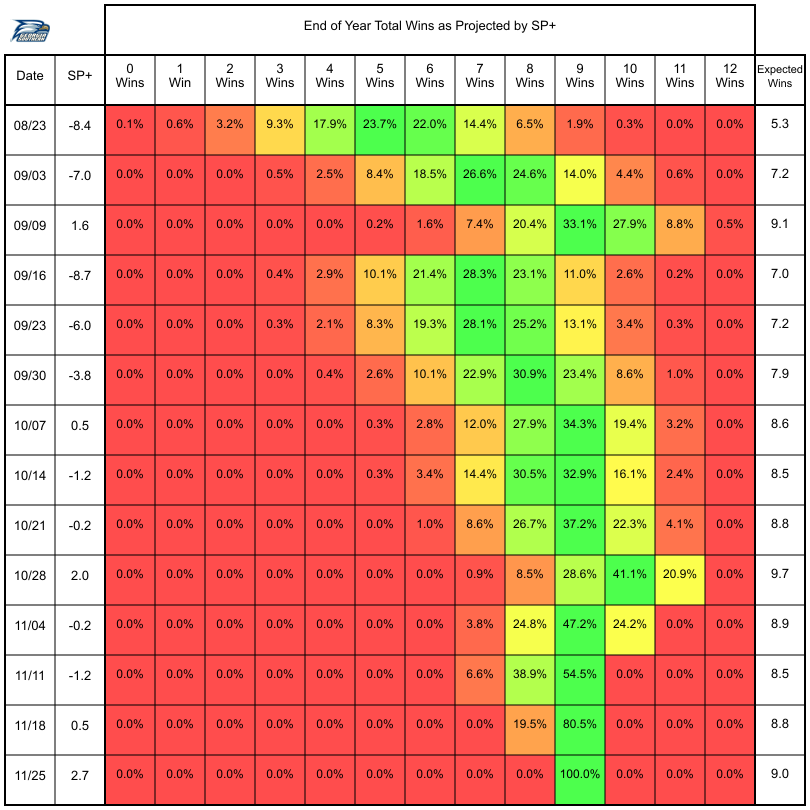 GEORGIA
SOUTHERN
End of Year Total Wins as Projected by SP+
Date SP+ 0 Wins 1 Win 2 Wins 3 Wins 4 Wins 5 Wins 6 Wins 7 Wins 8 Wins 9 Wins 10 Wins 11 Wins 12 Wins Expected Wins
08/23 -8.4 0.1% 0.6% 3.2% 9.3% 17.9% 23.7% 22.0% 14.4% 6.5% 1.9% 0.3% 0.0% 0.0% 5.3
09/03 -7.0 0.0% 0.0% 0.0% 0.5% 2.5% 8.4% 18.5% 26.6% 24.6% 14.0% 4.4% 0.6% 0.0% 7.2
09/09 1.6 0.0% 0.0% 0.0% 0.0% 0.0% 0.2% 1.6% 7.4% 20.4% 33.1% 27.9% 8.8% 0.5% 9.1
09/16 -8.7 0.0% 0.0% 0.0% 0.4% 2.9% 10.1% 21.4% 28.3% 23.1% 11.0% 2.6% 0.2% 0.0% 7.0
09/23 -6.0 0.0% 0.0% 0.0% 0.3% 2.1% 8.3% 19.3% 28.1% 25.2% 13.1% 3.4% 0.3% 0.0% 7.2
09/30 -3.8 0.0% 0.0% 0.0% 0.0% 0.4% 2.6% 10.1% 22.9% 30.9% 23.4% 8.6% 1.0% 0.0% 7.9
10/07 0.5 0.0% 0.0% 0.0% 0.0% 0.0% 0.3% 2.8% 12.0% 27.9% 34.3% 19.4% 3.2% 0.0% 8.6
10/14 -1.2 0.0% 0.0% 0.0% 0.0% 0.0% 0.3% 3.4% 14.4% 30.5% 32.9% 16.1% 2.4% 0.0% 8.5
10/21 -0.2 0.0% 0.0% 0.0% 0.0% 0.0% 0.0% 1.0% 8.6% 26.7% 37.2% 22.3% 4.1% 0.0% 8.8
10/28 2.0 0.0% 0.0% 0.0% 0.0% 0.0% 0.0% 0.0% 0.9% 8.5% 28.6% 41.1% 20.9% 0.0% 9.7
11/04 -0.2 0.0% 0.0% 0.0% 0.0% 0.0% 0.0% 0.0% 3.8% 24.8% 47.2% 24.2% 0.0% 0.0% 8.9
11/11 -1.2 0.0% 0.0% 0.0% 0.0% 0.0% 0.0% 0.0% 6.6% 38.9% 54.5% 0.0% 0.0% 0.0% 8.5
11/18 0.5 0.0% 0.0% 0.0% 0.0% 0.0% 0.0% 0.0% 0.0% 19.5% 80.5% 0.0% 0.0% 0.0% 8.8
11/25 2.7 0.0% 0.0% 0.0% 0.0% 0.0% 0.0% 0.0% 0.0% 0.0% 100.0% 0.0% 0.0% 0.0% 9.0